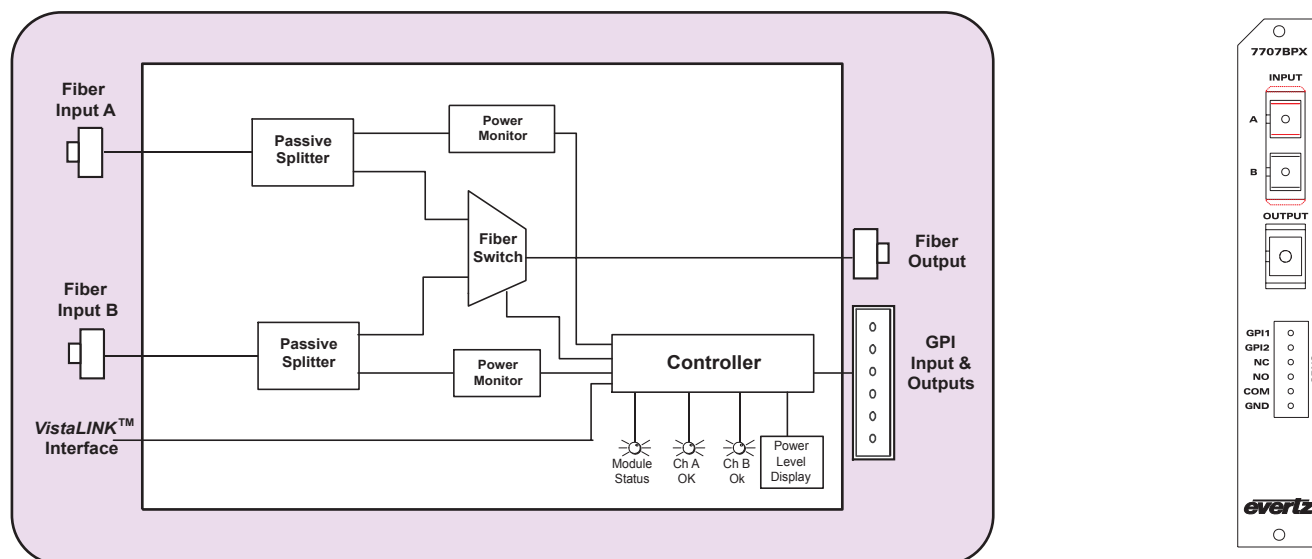 Fiber
Input A
Passive
Splitter
Power
Monitor
Fiber
Switch
Fiber
Output
Fiber
Input B
Passive
Splitter
Power
Monitor
Controller
GPI
Input &
Outputs
VistaLINK™
Interface
Module
Status
Ch A
OK
Ch B
Ok
Power
Level
Display
7707BPX
INPUT
A
B
OUTPUT
GPI1
GPI2
NC
NO
COM
GND
evertz